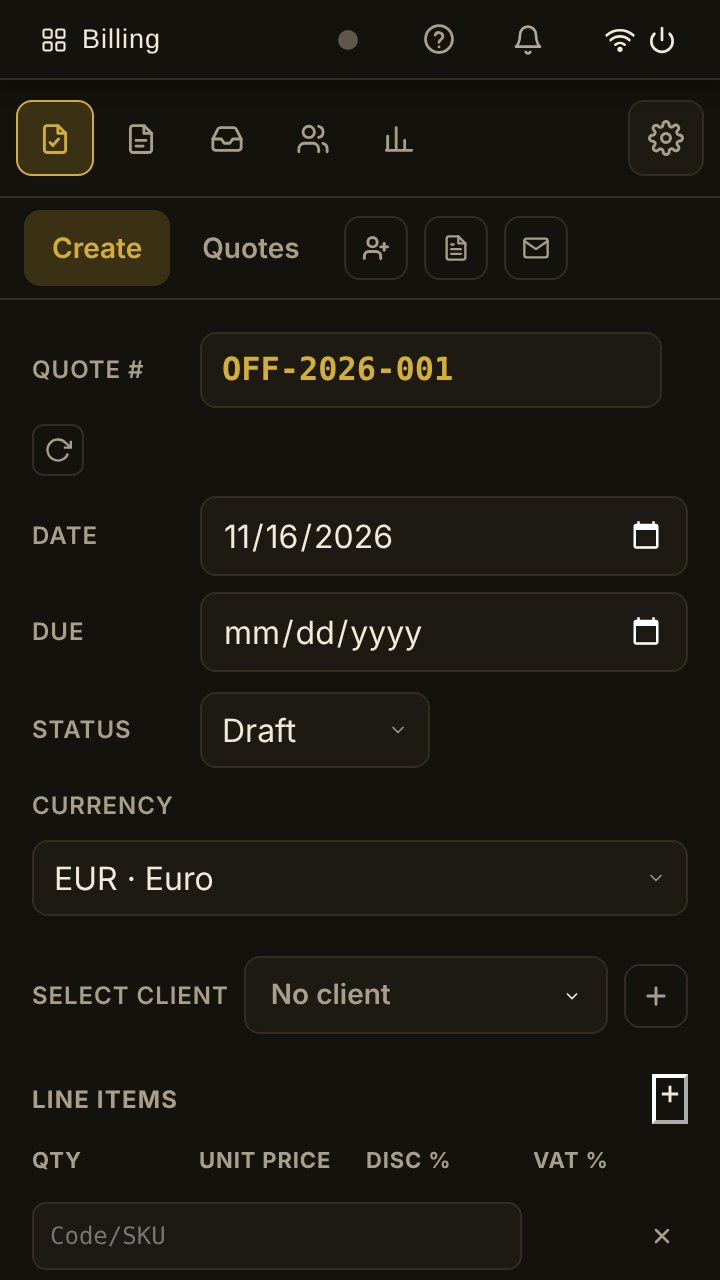 Billing
Create Quotes
QUOTE # OFF-2026-001
DATE 11/16/2026
DUE mm/dd/yyyy
STATUS Draft
CURRENCY
EUR · Euro
SELECT CLIENT No client +
LINE ITEMS +
QTY UNIT PRICE DISC % VAT %
Code/SKU ×